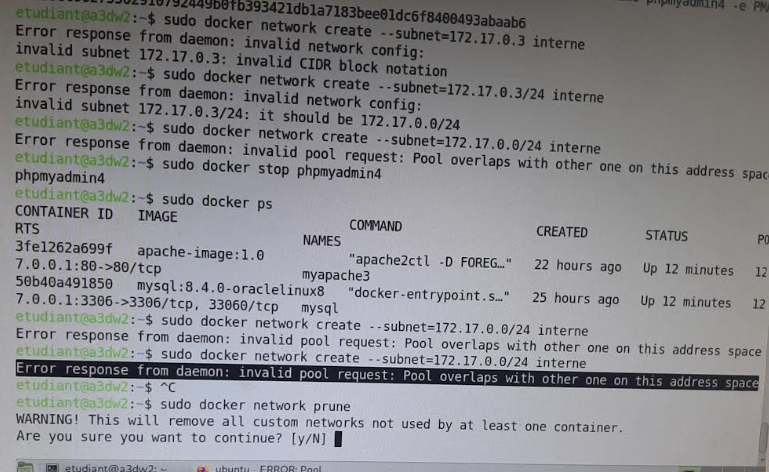 phpmyadmin4 -e PMA
0792449b0fb393421db1a7183bee01dc6f8400493abaab6
etudiant@a3dw2:~$ sudo docker network create --subnet=172.17.0.3 interne
Error response from daemon: invalid network config:
172.17.0.3: invalid CIDR block notation
etudiant@a3dw2:~$ sudo docker network create --subnet=172.17.0.3/24 interne
Error response from daemon: invalid network config:
invalid subnet 172.17.0.3/24: it should be 172.17.0.0/24
etudiant@a3dw2:~$ sudo docker network create --subnet=172.17.0.0/24 interne
Error response from daemon: invalid pool request: Pool overlaps with other one on this address spac
etudiant@a3dw2:~$ sudo docker stop phpmyadmin4
phpmyadmin4
etudiant@a3dw2:~$ sudo docker ps
CONTAINER ID IMAGE COMMAND CREATED STATUS PO
RTS NAMES
3fe1262a699f apache-image:1.0 "apache2ctl -D FOREG…" 22 hours ago Up 12 minutes 12
7.0.0.1:80->80/tcp myapache3
50b40a491850 mysql:8.4.0-oraclelinux8 "docker-entrypoint.s…" 25 hours ago Up 12 minutes 12
7.0.0.1:3306->3306/tcp, 33060/tcp mysql
etudiant@a3dw2:~$ sudo docker network create --subnet=172.17.0.0/24 interne
Error response from daemon: invalid pool request: Pool overlaps with other one on this address space
etudiant@a3dw2:~$ sudo docker network create --subnet=172.17.0.0/24 interne
Error response from daemon: invalid pool request: Pool overlaps with other one on this address space
etudiant@a3dw2:~$ ^C
etudiant@a3dw2:~$ sudo docker network prune
WARNING! This will remove all custom networks not used by at least one container.
Are you sure you want to continue? [y/N]
etudiant@a3dw2: ~ ubuntu - ERROR: Pool